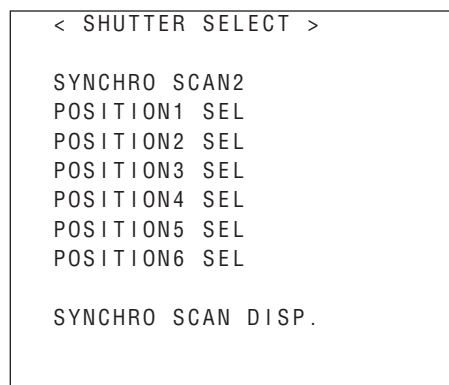 < SHUTTER SELECT >
SYNCHRO SCAN2
POSITION1 SEL
POSITION2 SEL
POSITION3 SEL
POSITION4 SEL
POSITION5 SEL
POSITION6 SEL
SYNCHRO SCAN DISP.